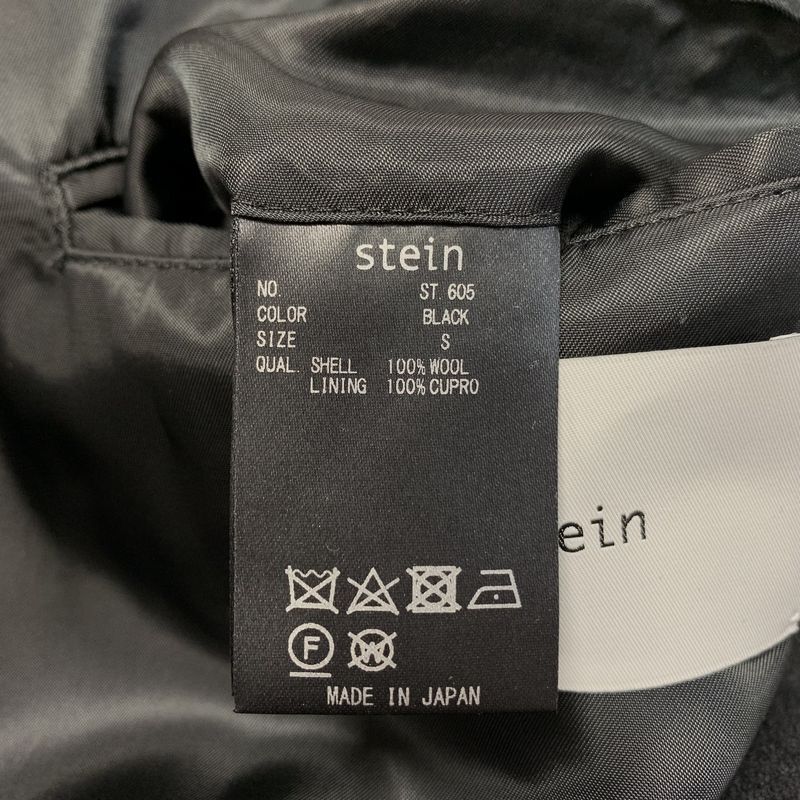 stein
NO. ST. 605
COLOR BLACK
SIZE S
QUAL. SHELL 100% WOOL
LINING 100% CUPRO
F
W
MADE IN JAPAN
ein